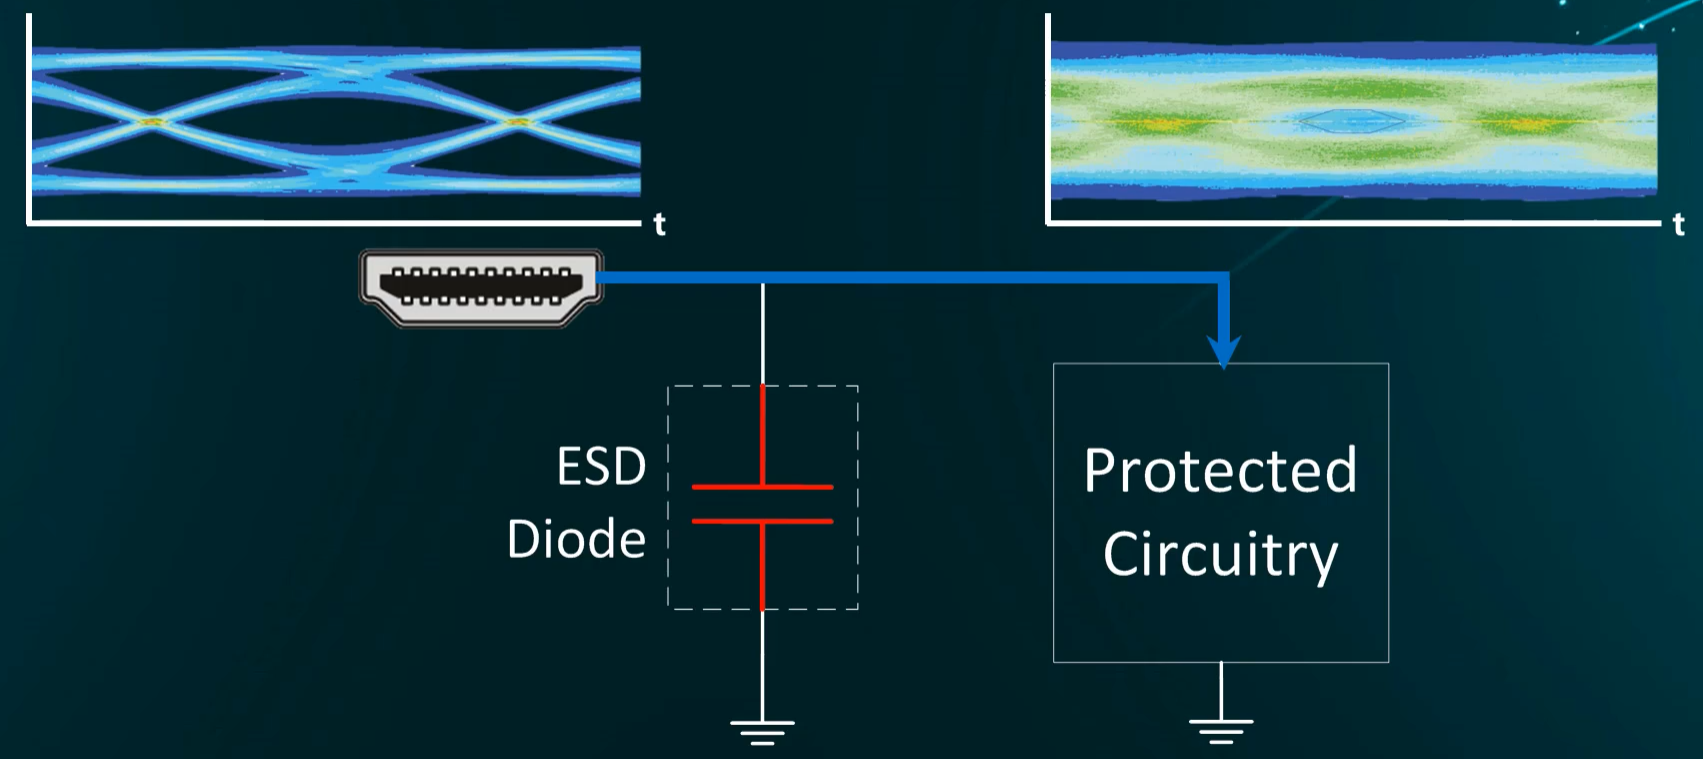 t
t
ESD
Diode
Protected
Circuitry